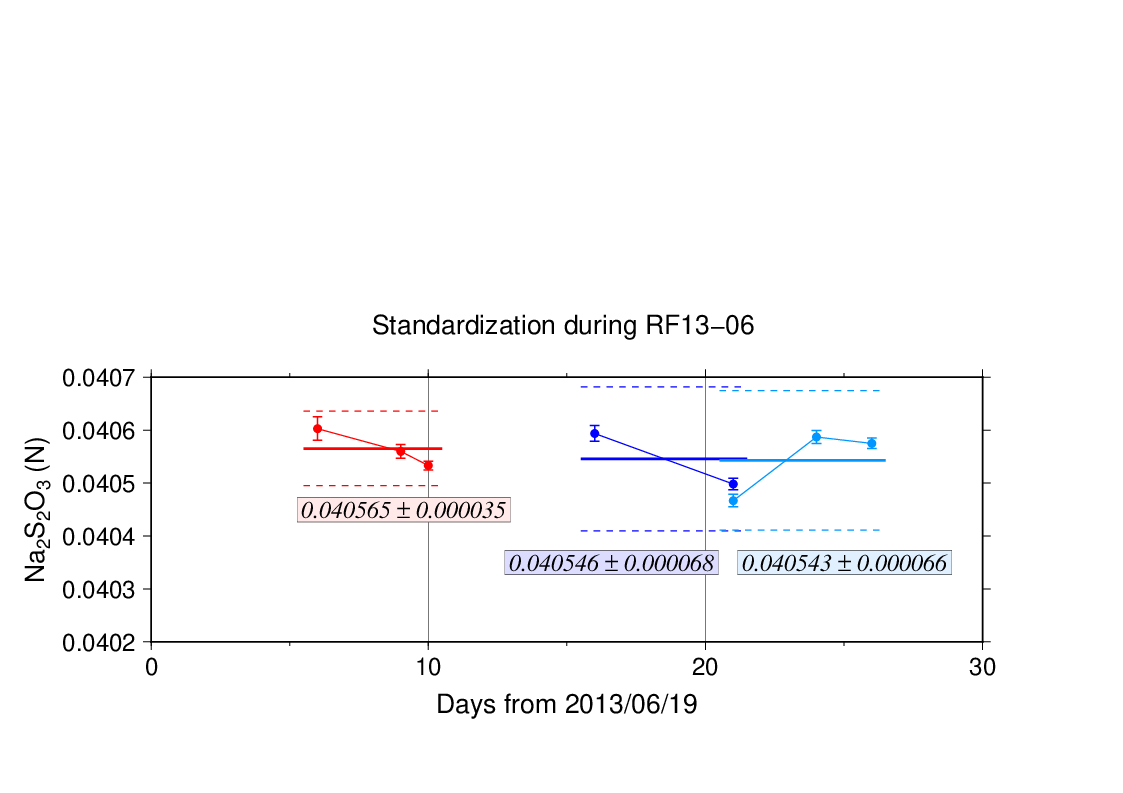 Standardization during RF13−06
Na₂S₂O₃ (N)
0.0407
0.0406
0.0405
0.0404
0.0403
0.0402
0.040565 ± 0.000035
0.040546 ± 0.000068
0.040543 ± 0.000066
0 10 20 30
Days from 2013/06/19